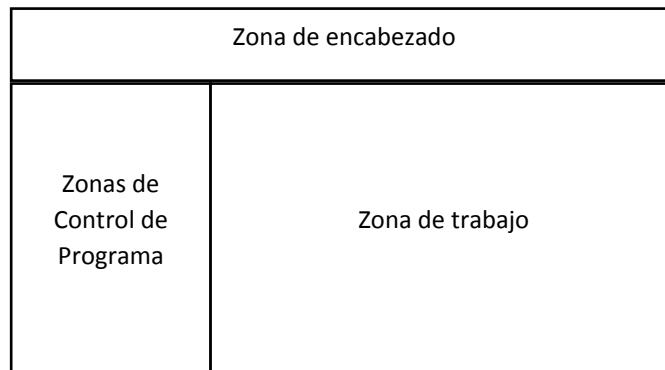 Zona de encabezado
Zonas de
Control de
Programa
Zona de trabajo